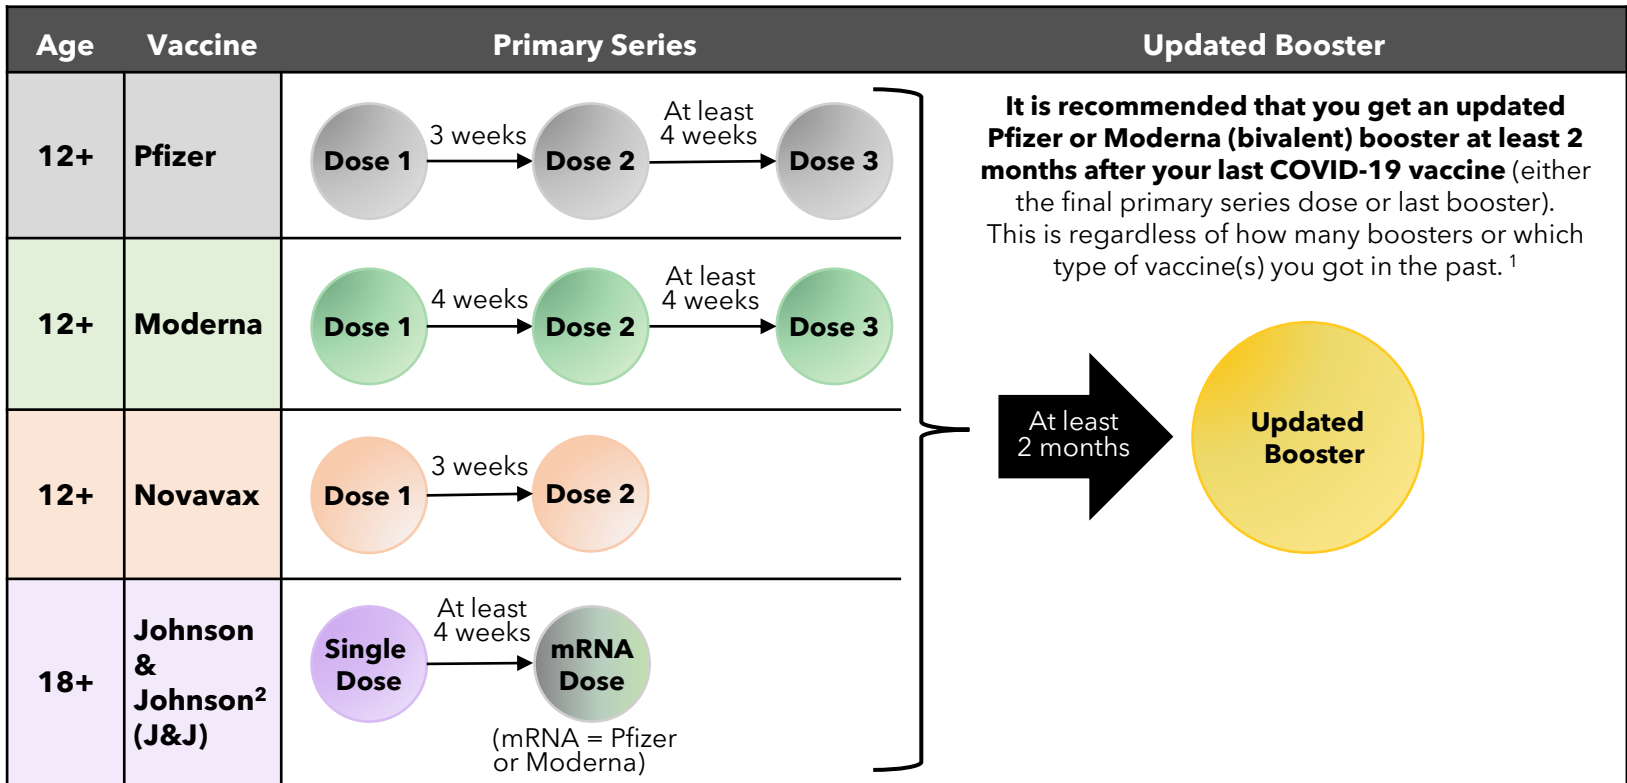 Age Vaccine Primary Series Updated Booster
12+ Pfizer
Dose 1
3 weeks
Dose 2
At least
4 weeks
Dose 3
12+ Moderna
Dose 1
4 weeks
Dose 2
At least
4 weeks
Dose 3
12+ Novavax
Dose 1
3 weeks
Dose 2
18+
Johnson
&
Johnson²
(J&J)
Single
Dose
At least
4 weeks
mRNA
Dose
(mRNA = Pfizer
or Moderna)
It is recommended that you get an updated
Pfizer or Moderna (bivalent) booster at least 2
months after your last COVID-19 vaccine (either
the final primary series dose or last booster).
This is regardless of how many boosters or which
type of vaccine(s) you got in the past. ¹
At least
2 months
Updated
Booster